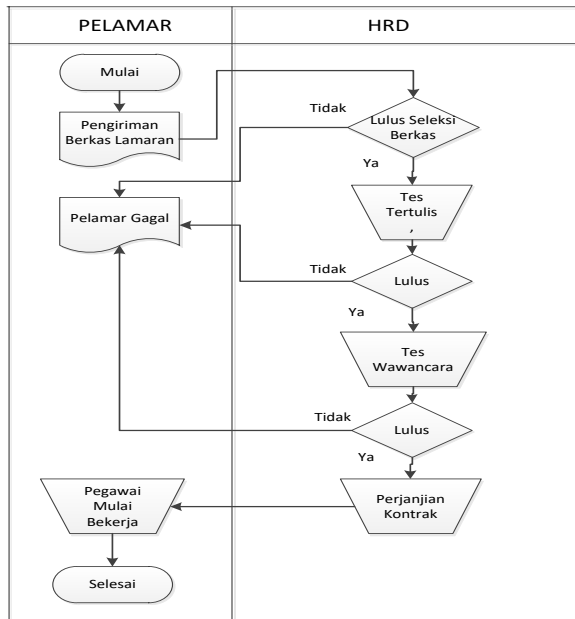 PELAMAR
HRD
Mulai
Pengiriman
Berkas Lamaran
Tidak
Lulus Seleksi
Berkas
Ya
Pelamar Gagal
Tes
Tertulis
,
Tidak
Lulus
Ya
Tes
Wawancara
Tidak
Lulus
Ya
Perjanjian
Kontrak
Pegawai
Mulai
Bekerja
Selesai